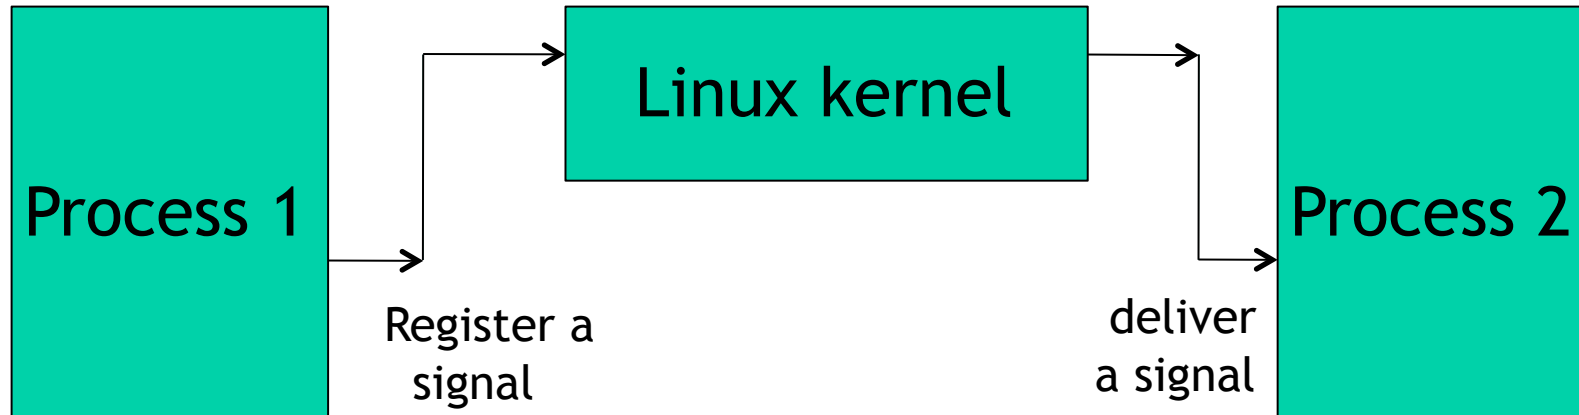 Process 1
Linux kernel
Process 2
Register a
signal
deliver
a signal